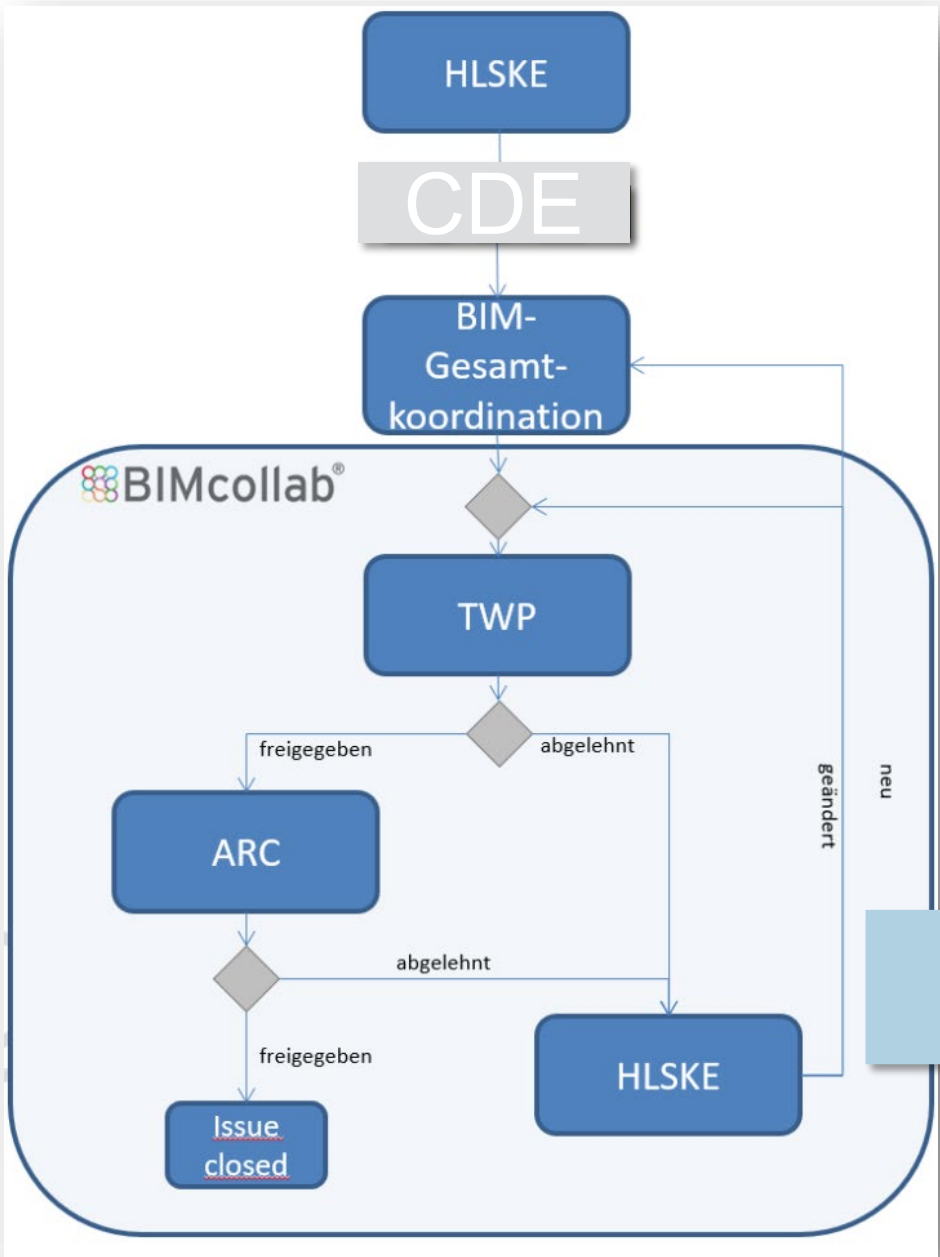 HLSKE
CDE
BIM-
Gesamt-
koordination
BIMcollab®
TWP
freigegeben
abgelehnt
geändert
neu
ARC
abgelehnt
freigegeben
HLSKE
Issue
closed